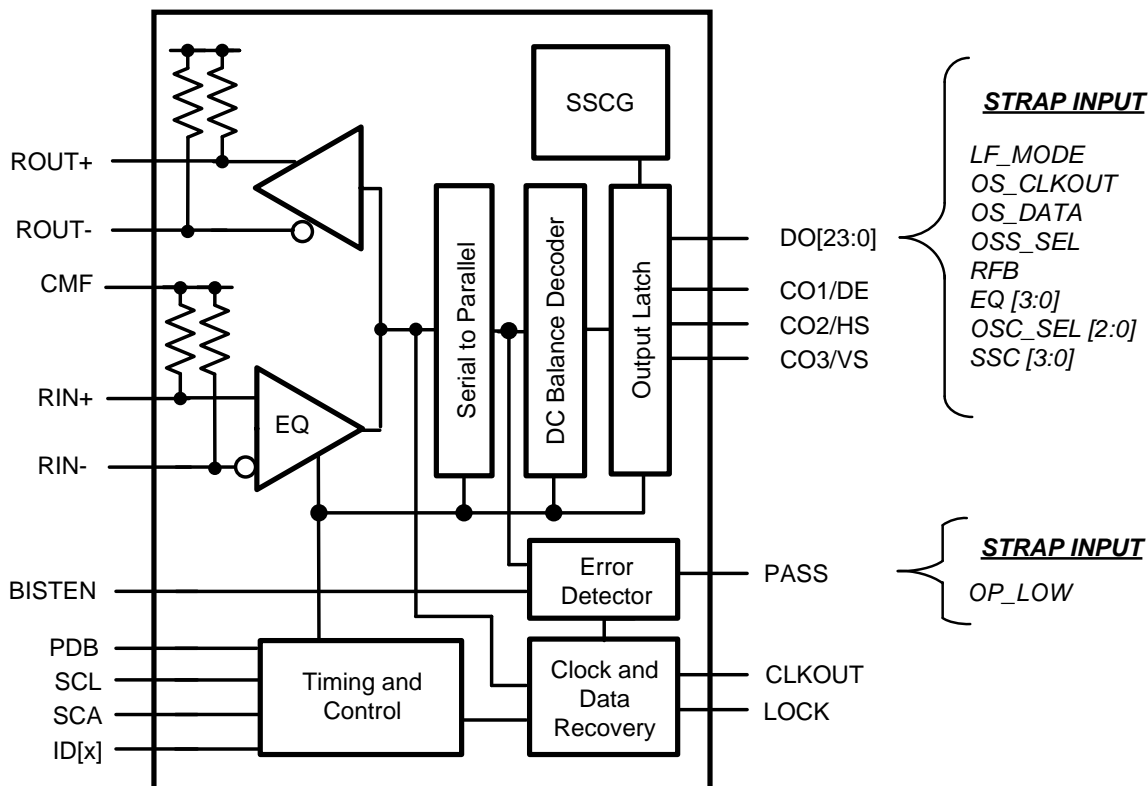 ROUT+
ROUT-
CMF
RIN+
RIN-
BISTEN
PDB
SCL
SCA
ID[x]
EQ
SSCG
Serial to Parallel
DC Balance Decoder
Output Latch
Error
Detector
Timing and
Control
Clock and
Data
Recovery
DO[23:0]
CO1/DE
CO2/HS
CO3/VS
PASS
CLKOUT
LOCK
STRAP INPUT
LF_MODE
OS_CLKOUT
OS_DATA
OSS_SEL
RFB
EQ [3:0]
OSC_SEL [2:0]
SSC [3:0]
STRAP INPUT
OP_LOW